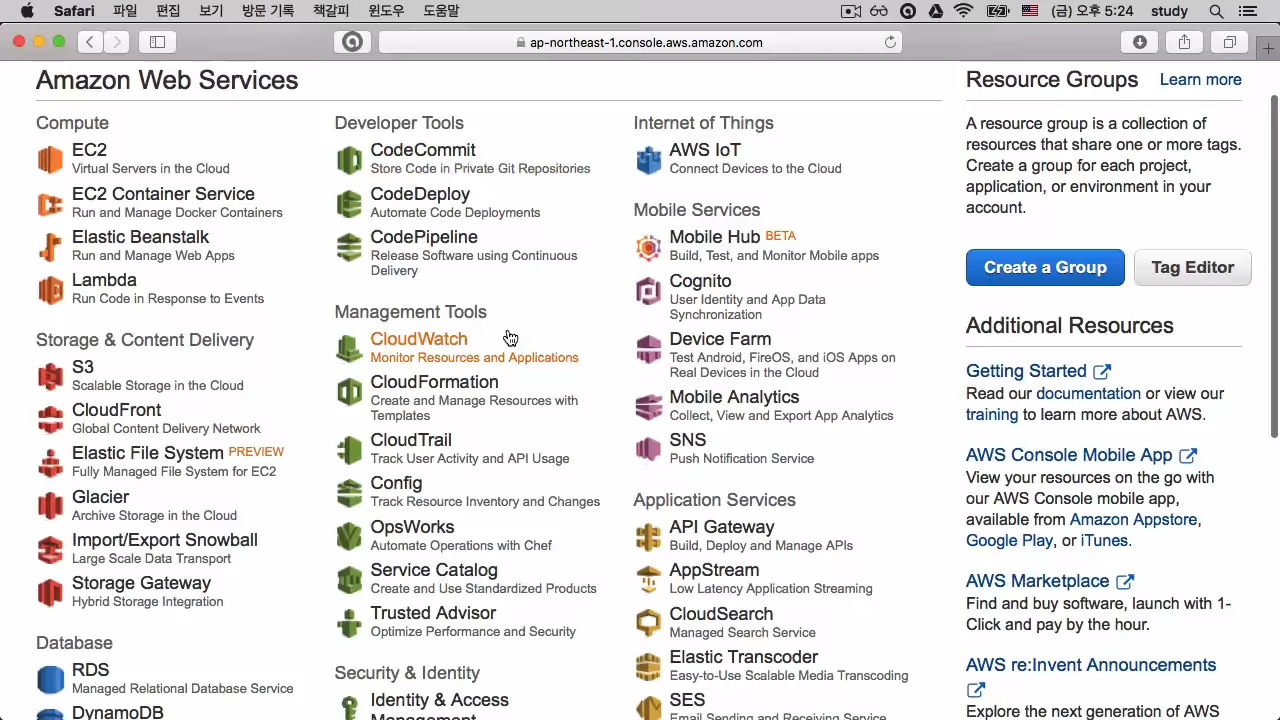 Safari 파일 편집 보기 방문 기록 책갈피 윈도우 도움말 (금) 오후 5:24 study
ap-northeast-1.console.aws.amazon.com
Amazon Web Services
Compute
EC2
Virtual Servers in the Cloud
EC2 Container Service
Run and Manage Docker Containers
Elastic Beanstalk
Run and Manage Web Apps
Lambda
Run Code in Response to Events
Storage & Content Delivery
S3
Scalable Storage in the Cloud
CloudFront
Global Content Delivery Network
Elastic File System PREVIEW
Fully Managed File System for EC2
Glacier
Archive Storage in the Cloud
Import/Export Snowball
Large Scale Data Transport
Storage Gateway
Hybrid Storage Integration
Database
RDS
Managed Relational Database Service
DynamoDB
Developer Tools
CodeCommit
Store Code in Private Git Repositories
CodeDeploy
Automate Code Deployments
CodePipeline
Release Software using Continuous
Delivery
Management Tools
CloudWatch
Monitor Resources and Applications
CloudFormation
Create and Manage Resources with
Templates
CloudTrail
Track User Activity and API Usage
Config
Track Resource Inventory and Changes
OpsWorks
Automate Operations with Chef
Service Catalog
Create and Use Standardized Products
Trusted Advisor
Optimize Performance and Security
Security & Identity
Identity & Access
Management
Internet of Things
AWS IoT
Connect Devices to the Cloud
Mobile Services
Mobile Hub BETA
Build, Test, and Monitor Mobile apps
Cognito
User Identity and App Data
Synchronization
Device Farm
Test Android, FireOS, and iOS Apps on
Real Devices in the Cloud
Mobile Analytics
Collect, View and Export App Analytics
SNS
Push Notification Service
Application Services
API Gateway
Build, Deploy and Manage APIs
AppStream
Low Latency Application Streaming
CloudSearch
Managed Search Service
Elastic Transcoder
Easy-to-Use Scalable Media Transcoding
SES
Email Sending and Receiving Service
Resource Groups Learn more
A resource group is a collection of
resources that share one or more tags.
Create a group for each project,
application, or environment in your
account.
Create a Group Tag Editor
Additional Resources
Getting Started
Read our documentation or view our
training to learn more about AWS.
AWS Console Mobile App
View your resources on the go with
our AWS Console mobile app,
available from Amazon Appstore,
Google Play, or iTunes.
AWS Marketplace
Find and buy software, launch with 1-
Click and pay by the hour.
AWS re:Invent Announcements
Explore the next generation of AWS